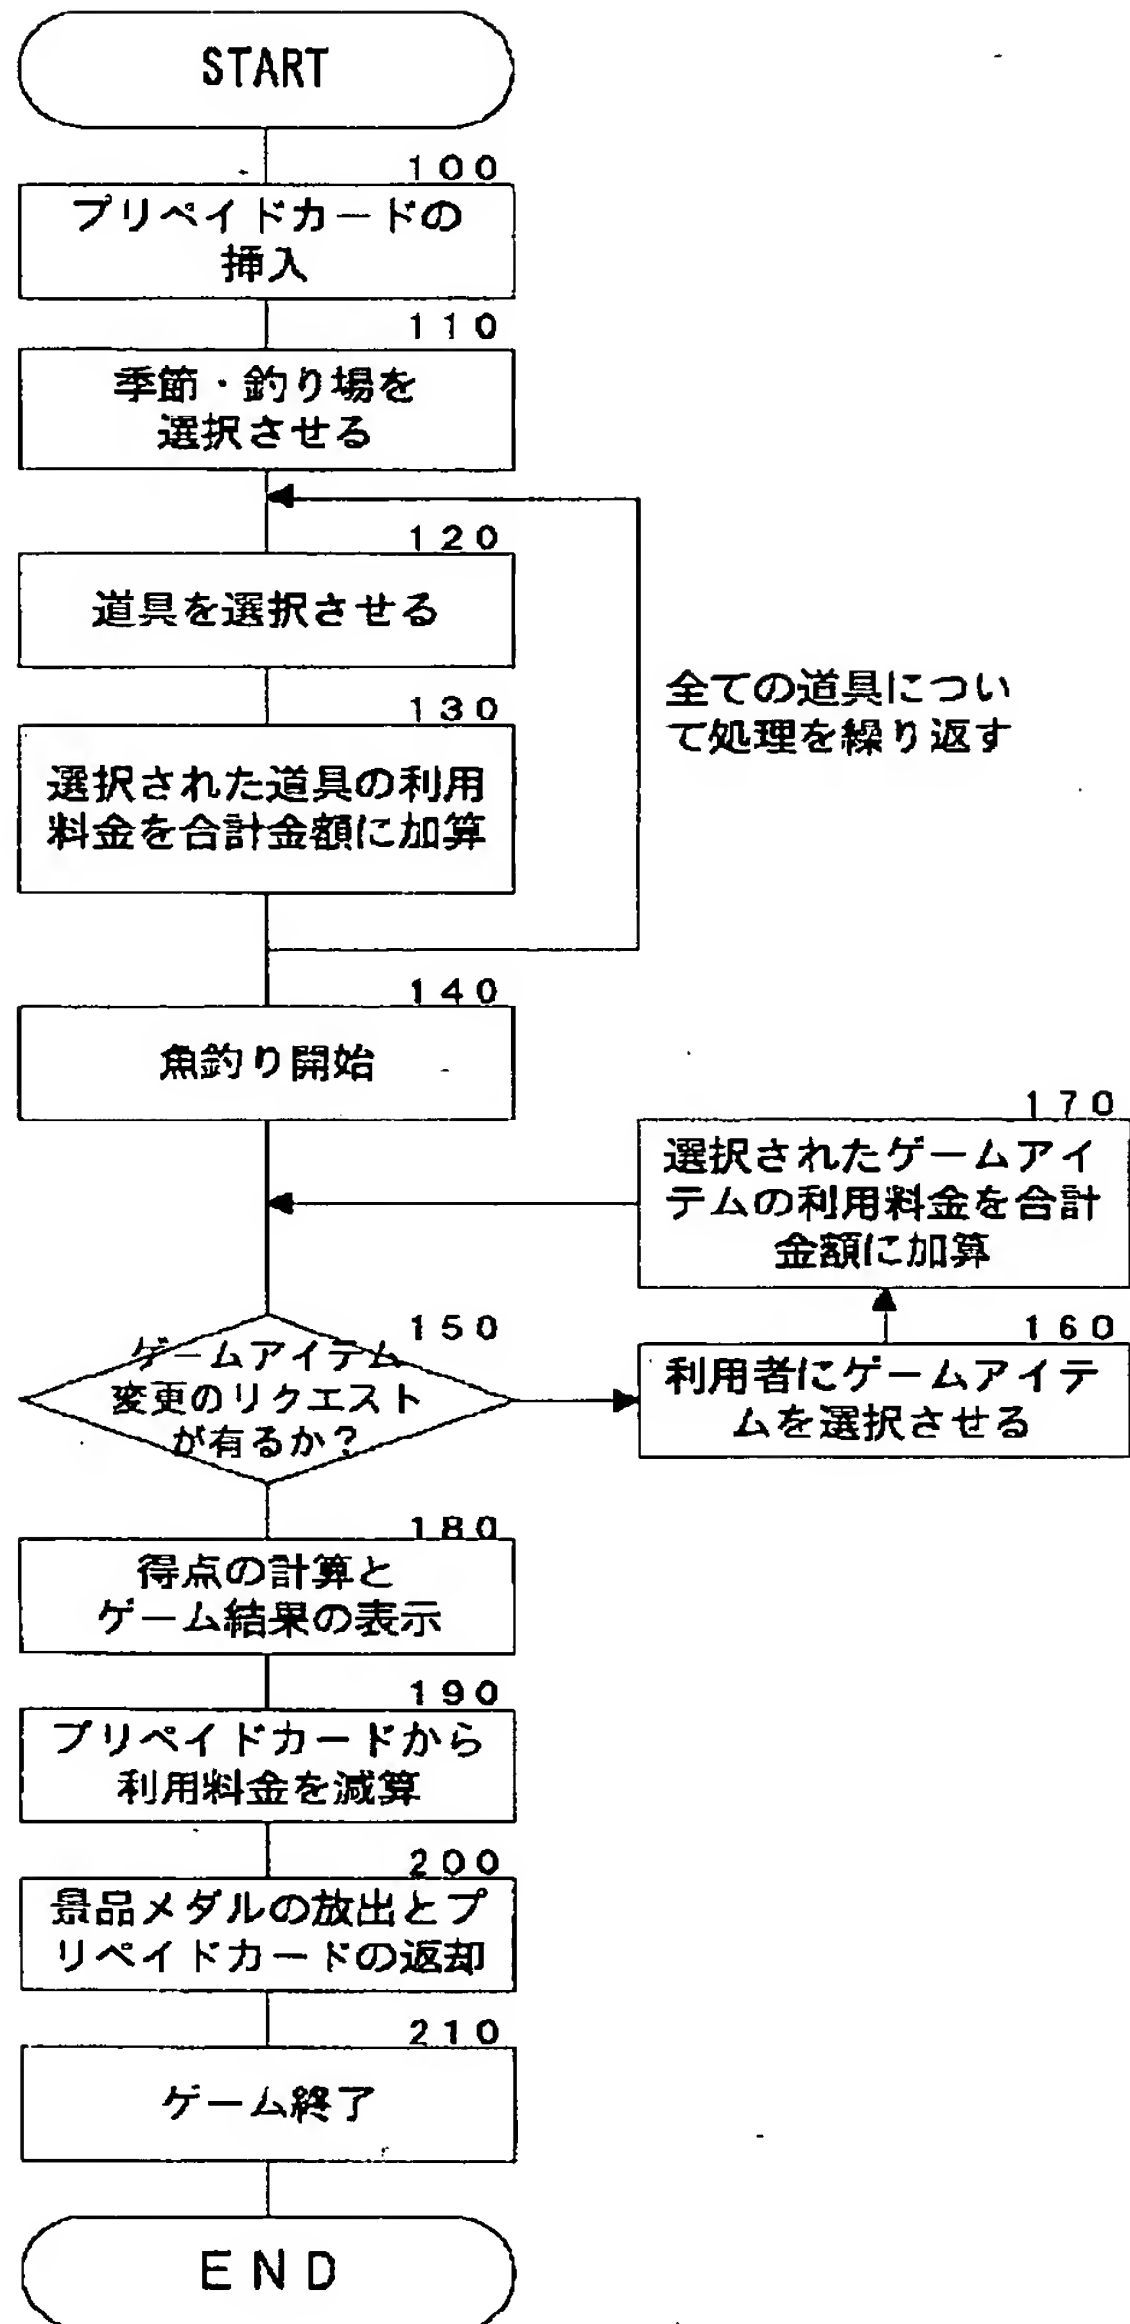 START
100
プリペイドカードの
挿入
110
季節・釣り場を
選択させる
120
道具を選択させる
全ての道具につい
て処理を繰り返す
130
選択された道具の利用
料金を合計金額に加算
140
魚釣り開始
170
選択されたゲームアイ
テムの利用料金を合計
金額に加算
150
ゲームアイテム
変更のリクエスト
が有るか？
160
利用者にゲームアイテ
ムを選択させる
180
得点の計算と
ゲーム結果の表示
190
プリペイドカードから
利用料金を減算
200
景品メダルの放出とプ
リペイドカードの返却
210
ゲーム終了
END